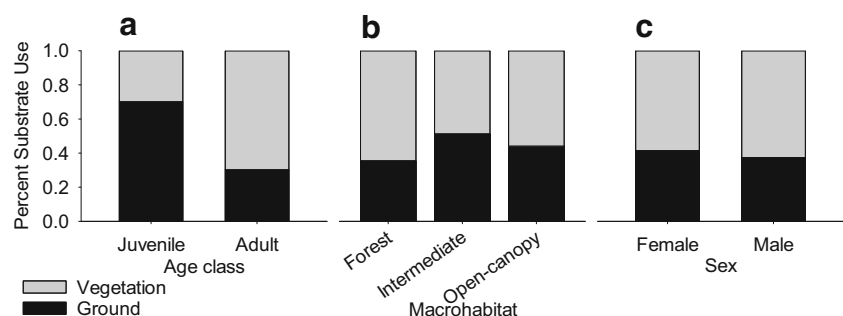 a
b
c
Percent Substrate Use
1.0
0.8
0.6
0.4
0.2
0.0
Juvenile
Adult
Age class
Forest
Intermediate
Open-canopy
Macrohabitat
Female
Male
Sex
Vegetation
Ground